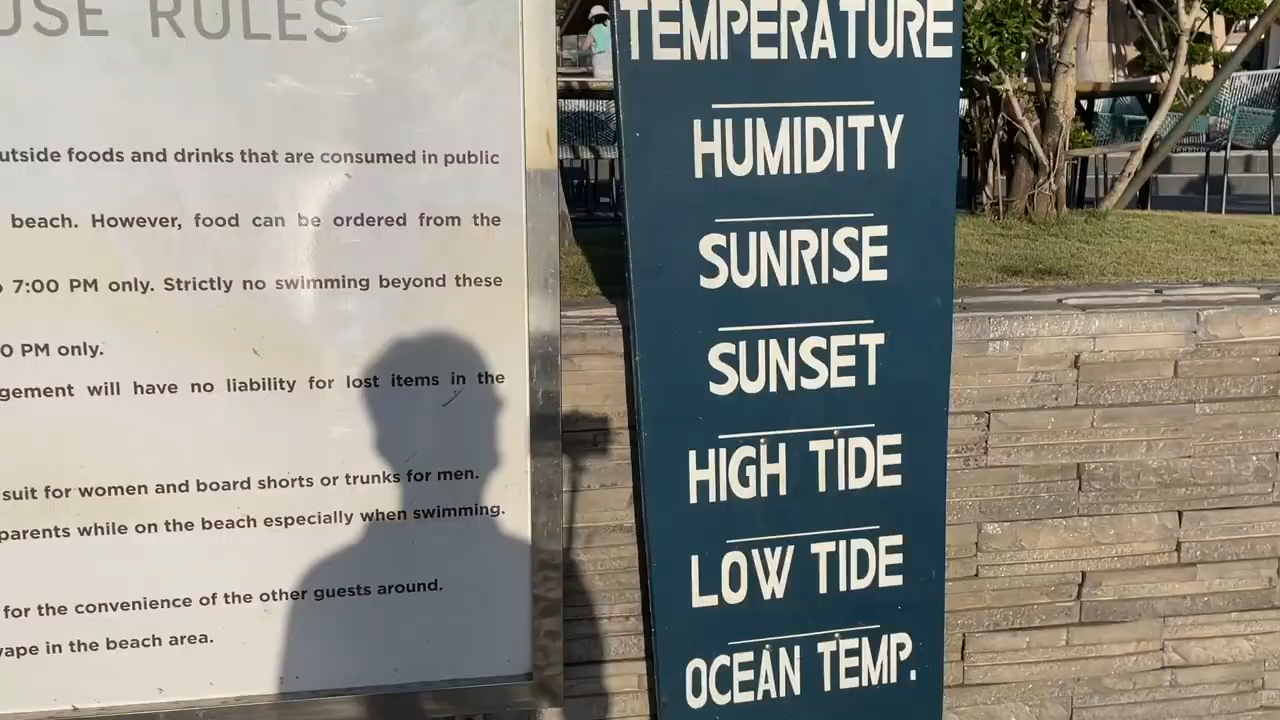 USE RULES
outside foods and drinks that are consumed in public
beach. However, food can be ordered from the
7:00 PM only. Strictly no swimming beyond these
0 PM only.
gement will have no liability for lost items in the
suit for women and board shorts or trunks for men.
parents while on the beach especially when swimming.
for the convenience of the other guests around.
vape in the beach area.
TEMPERATURE
HUMIDITY
SUNRISE
SUNSET
HIGH TIDE
LOW TIDE
OCEAN TEMP.